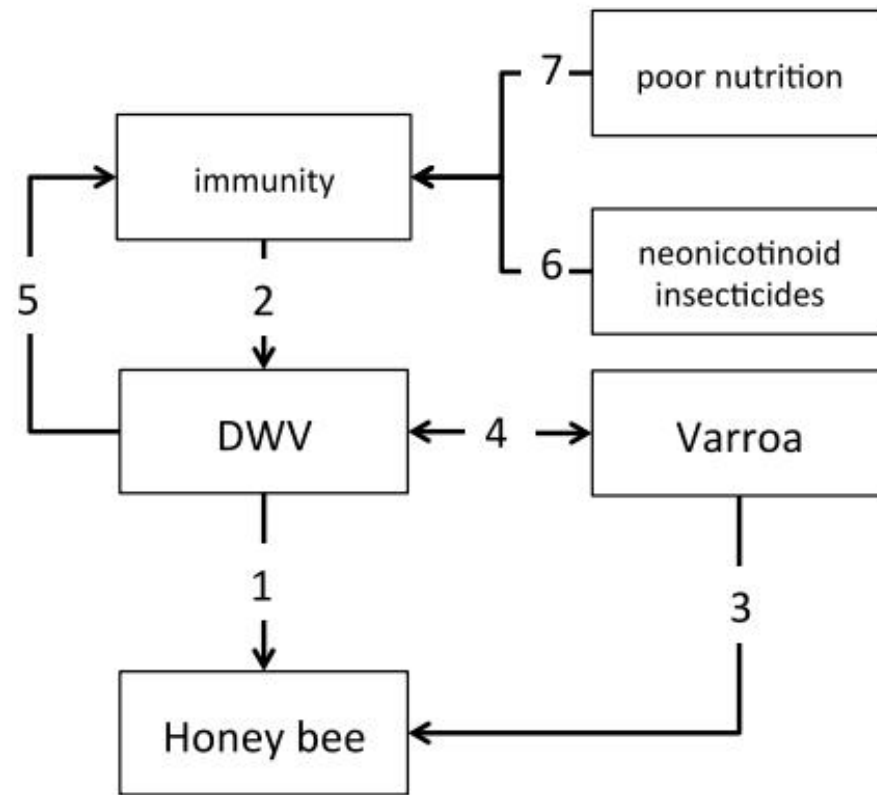 7
poor nutrition
immunity
6
neonicotinoid
insecticides
5
2
DWV
4
Varroa
1
3
Honey bee